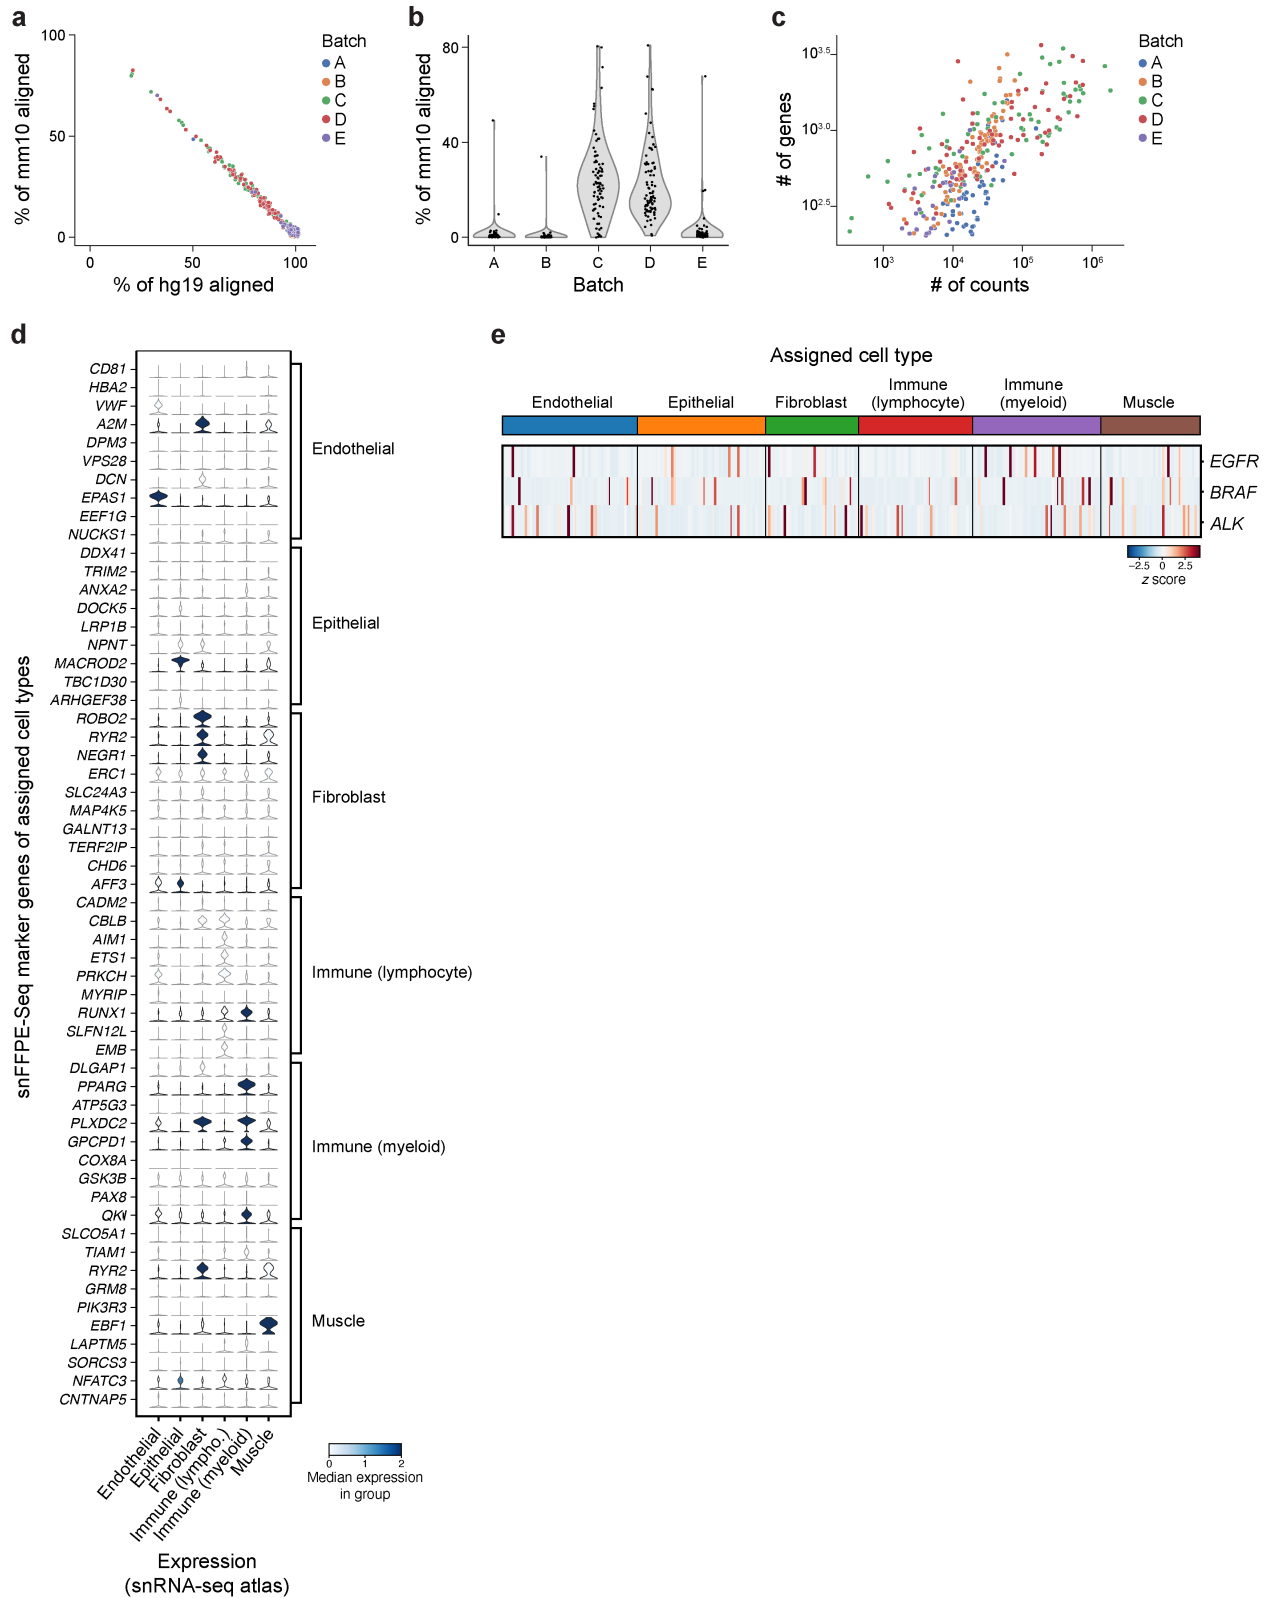 a
% of mm10 aligned
100
50
0
0
50
100
% of hg19 aligned
Batch
A
B
C
D
E
b
% of mm10 aligned
80
40
0
A
B
C
D
E
Batch
c
# of genes
10^3.5
10^3.0
10^2.5
10^3
10^4
10^5
10^6
# of counts
Batch
A
B
C
D
E
d
snFFPE-Seq marker genes of assigned cell types
CD81
HBA2
VWF
A2M
DPM3
VPS28
DCN
EPAS1
EEF1G
NUCKS1
Endothelial
DDX41
TRIM2
ANXA2
DOCK5
LRP1B
NPNT
MACROD2
TBC1D30
ARHGEF38
Epithelial
ROBO2
RYR2
NEGR1
ERC1
SLC24A3
MAP4K5
GALNT13
TERF2IP
CHD6
AFF3
Fibroblast
CADM2
CBLB
AIM1
ETS1
PRKCH
MYRIP
RUNX1
SLFN12L
EMB
Immune (lymphocyte)
DLGAP1
PPARG
ATP5G3
PLXDC2
GPCPD1
COX8A
GSK3B
PAX8
QKI
Immune (myeloid)
SLCO5A1
TIAM1
RYR2
GRM8
PIK3R3
EBF1
LAPTM5
SORCS3
NFATC3
CNTNAP5
Muscle
Endothelial
Epithelial
Fibroblast
Immune (lympho.)
Immune (myeloid)
Muscle
Expression
(snRNA-seq atlas)
0 1 2
Median expression
in group
e
Assigned cell type
Endothelial
Epithelial
Fibroblast
Immune
(lymphocyte)
Immune
(myeloid)
Muscle
EGFR
BRAF
ALK
−2.5 0 2.5
z score